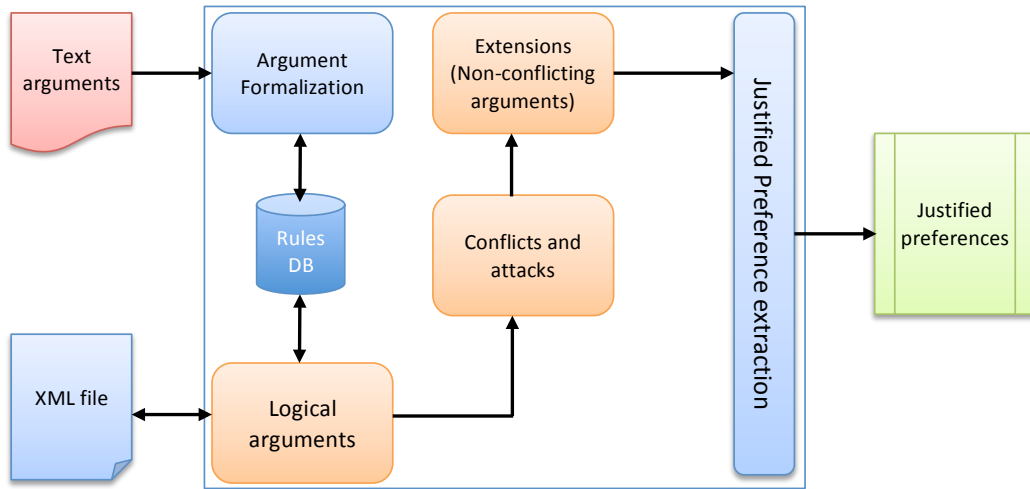 Text
arguments
Argument
Formalization
Extensions
(Non-conflicting
arguments)
Justified Preference extraction
Rules
DB
Conflicts and
attacks
Justified
preferences
XML file
Logical
arguments